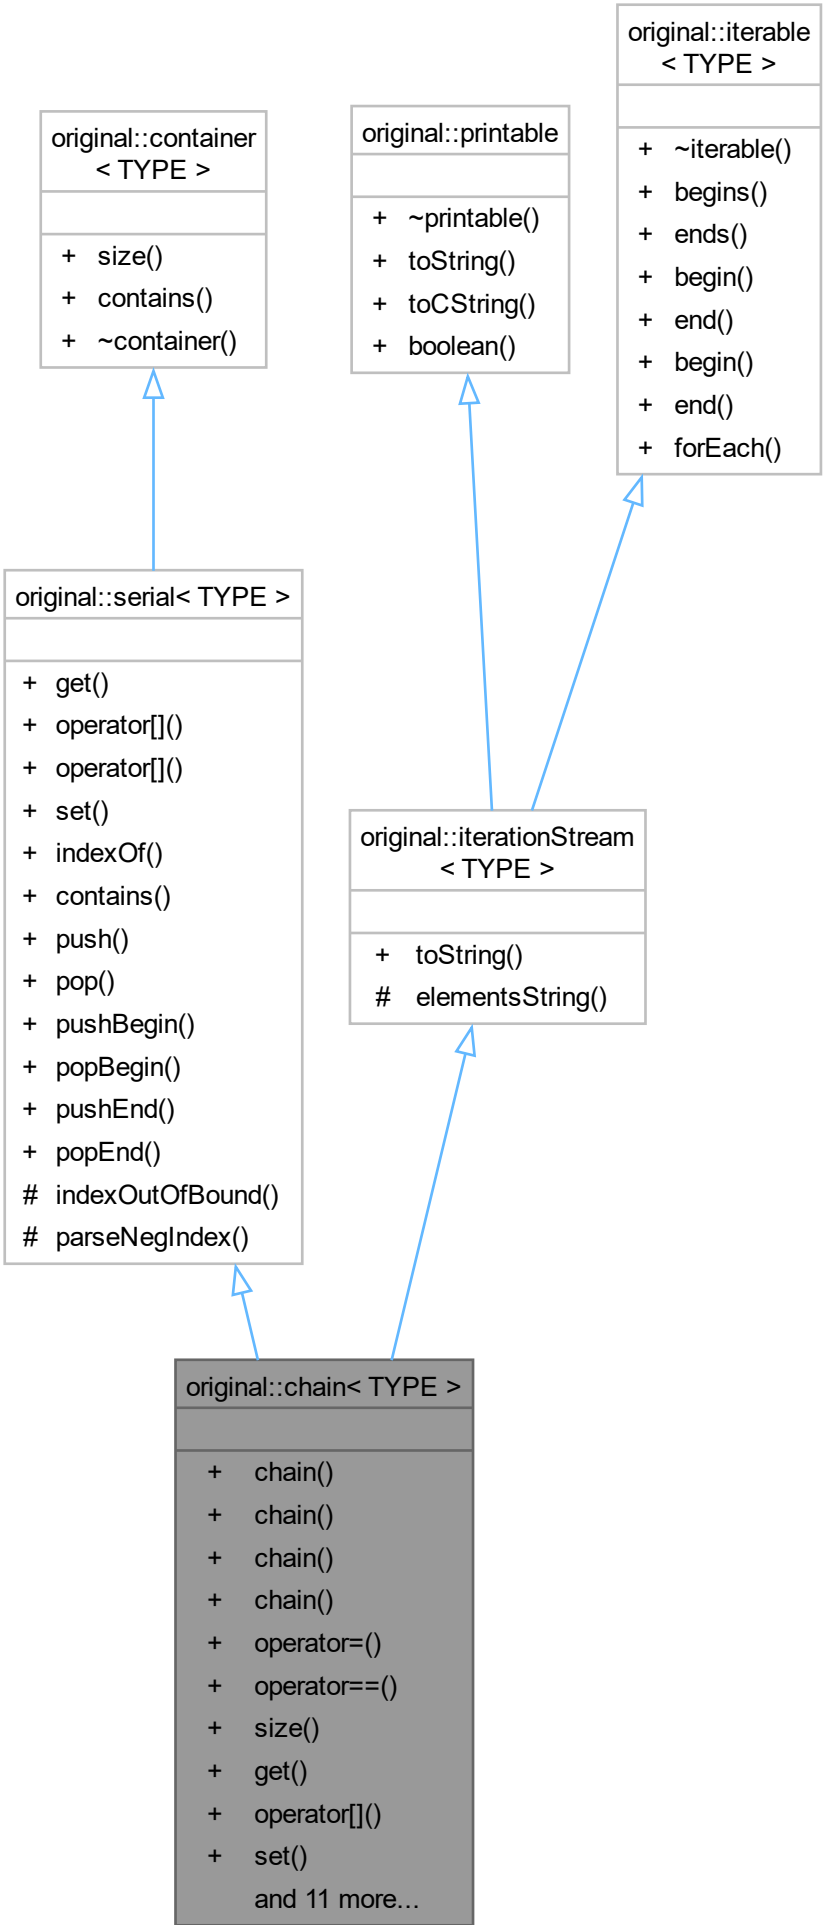 original::iterable
< TYPE >
+ ~iterable()
+ begins()
+ ends()
+ begin()
+ end()
+ begin()
+ end()
+ forEach()
original::container
< TYPE >
+ size()
+ contains()
+ ~container()
original::printable
+ ~printable()
+ toString()
+ toCString()
+ boolean()
original::serial< TYPE >
+ get()
+ operator[]()
+ operator[]()
+ set()
+ indexOf()
+ contains()
+ push()
+ pop()
+ pushBegin()
+ popBegin()
+ pushEnd()
+ popEnd()
# indexOutOfBound()
# parseNegIndex()
original::iterationStream
< TYPE >
+ toString()
# elementsString()
original::chain< TYPE >
+ chain()
+ chain()
+ chain()
+ chain()
+ operator=()
+ operator==()
+ size()
+ get()
+ operator[]()
+ set()
and 11 more...